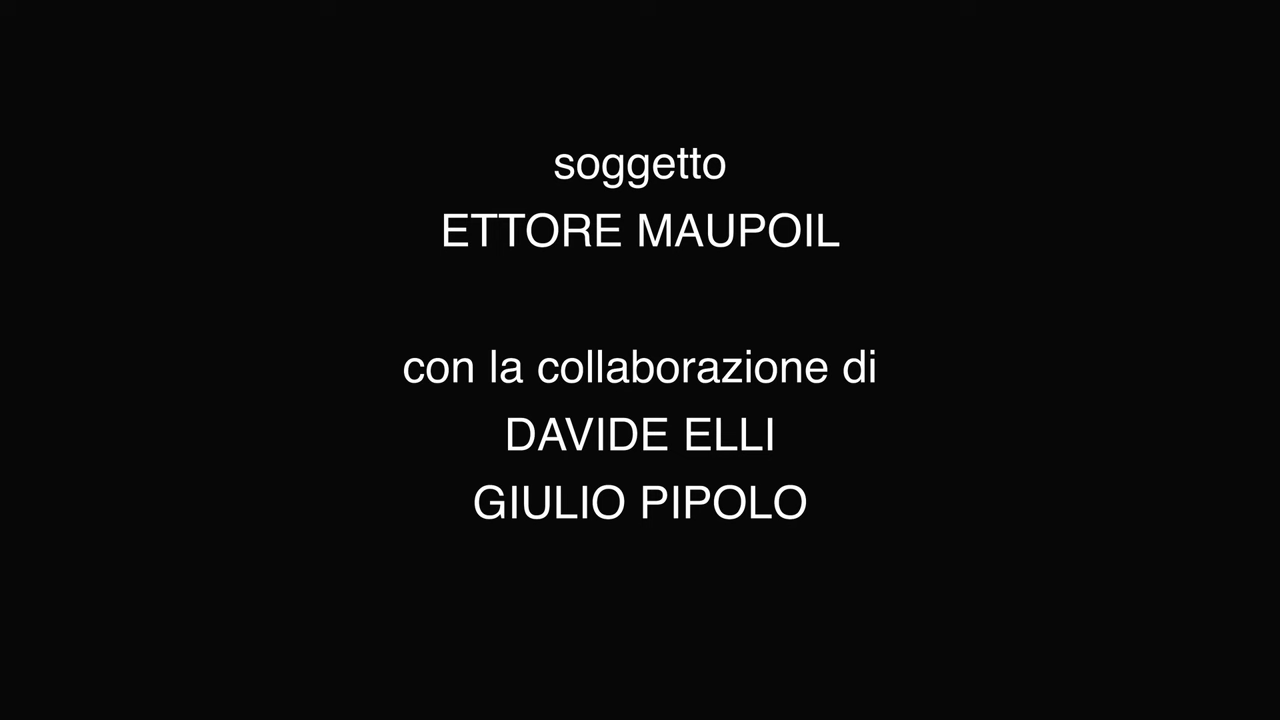 soggetto
ETTORE MAUPOIL
con la collaborazione di
DAVIDE ELLI
GIULIO PIPOLO